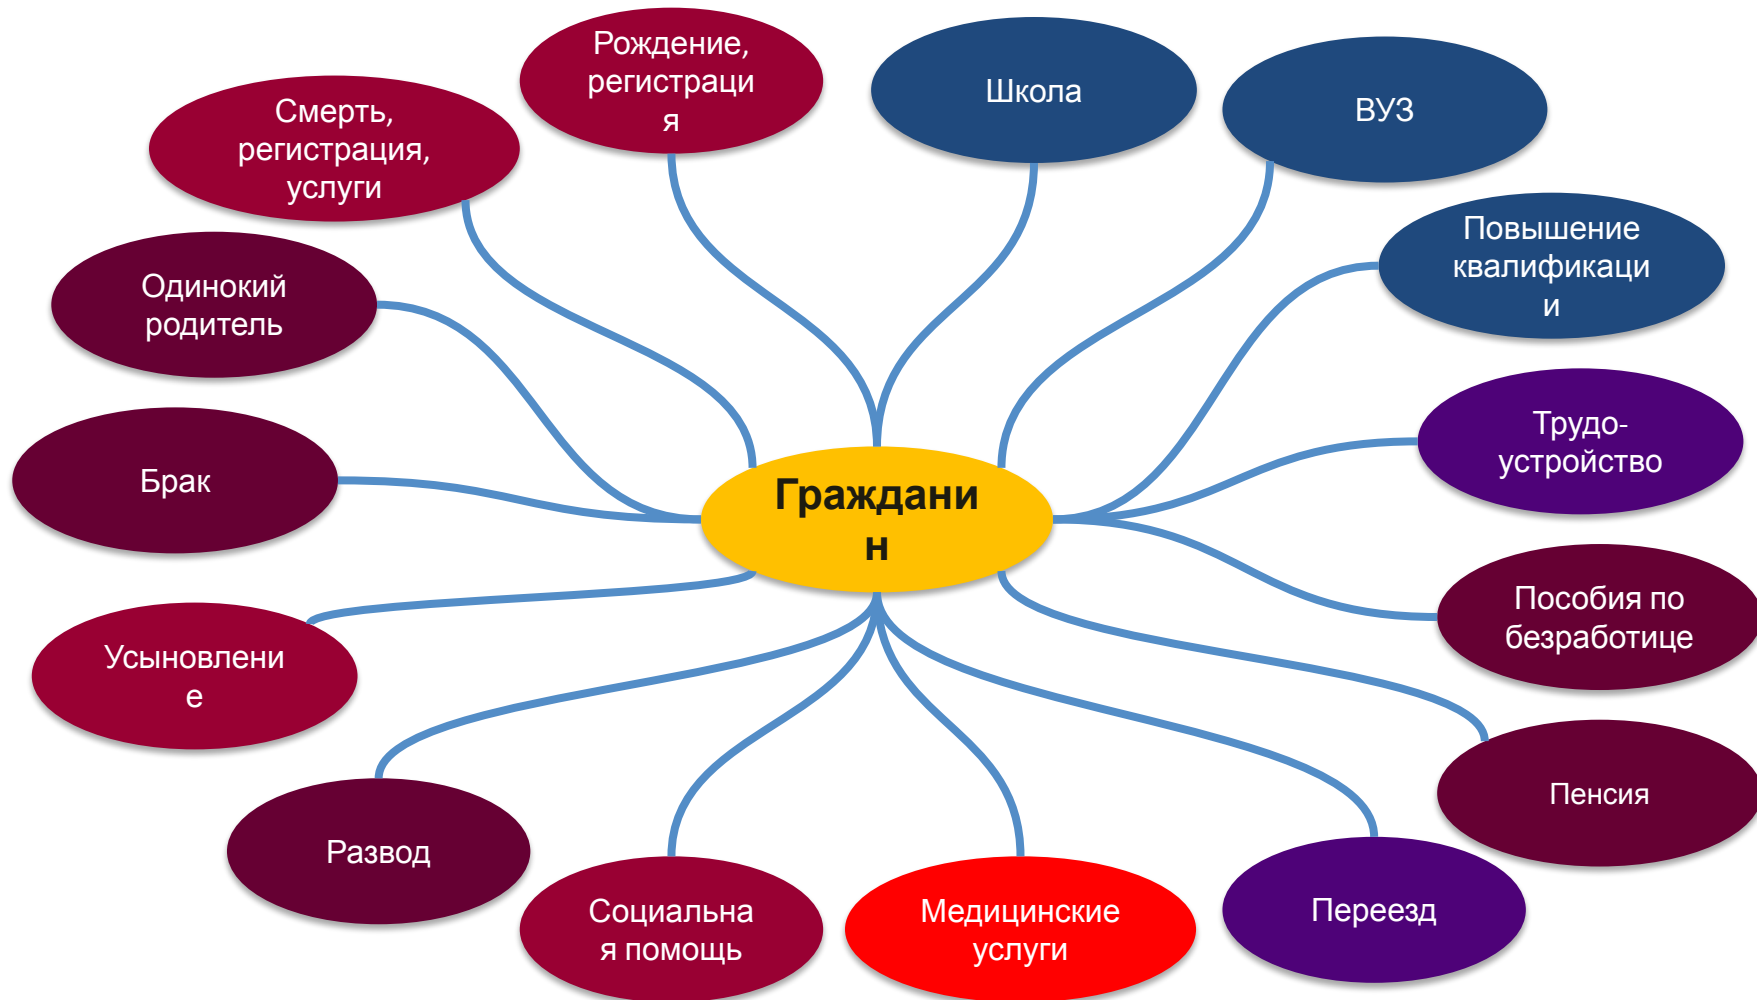 Рождение,
регистраци
я
Школа
ВУЗ
Смерть,
регистрация,
услуги
Повышение
квалификаци
и
Одинокий
родитель
Трудо-
устройство
Брак
Граждани
н
Пособия по
безработице
Усыновлени
е
Пенсия
Развод
Социальна
я помощь
Медицинские
услуги
Переезд